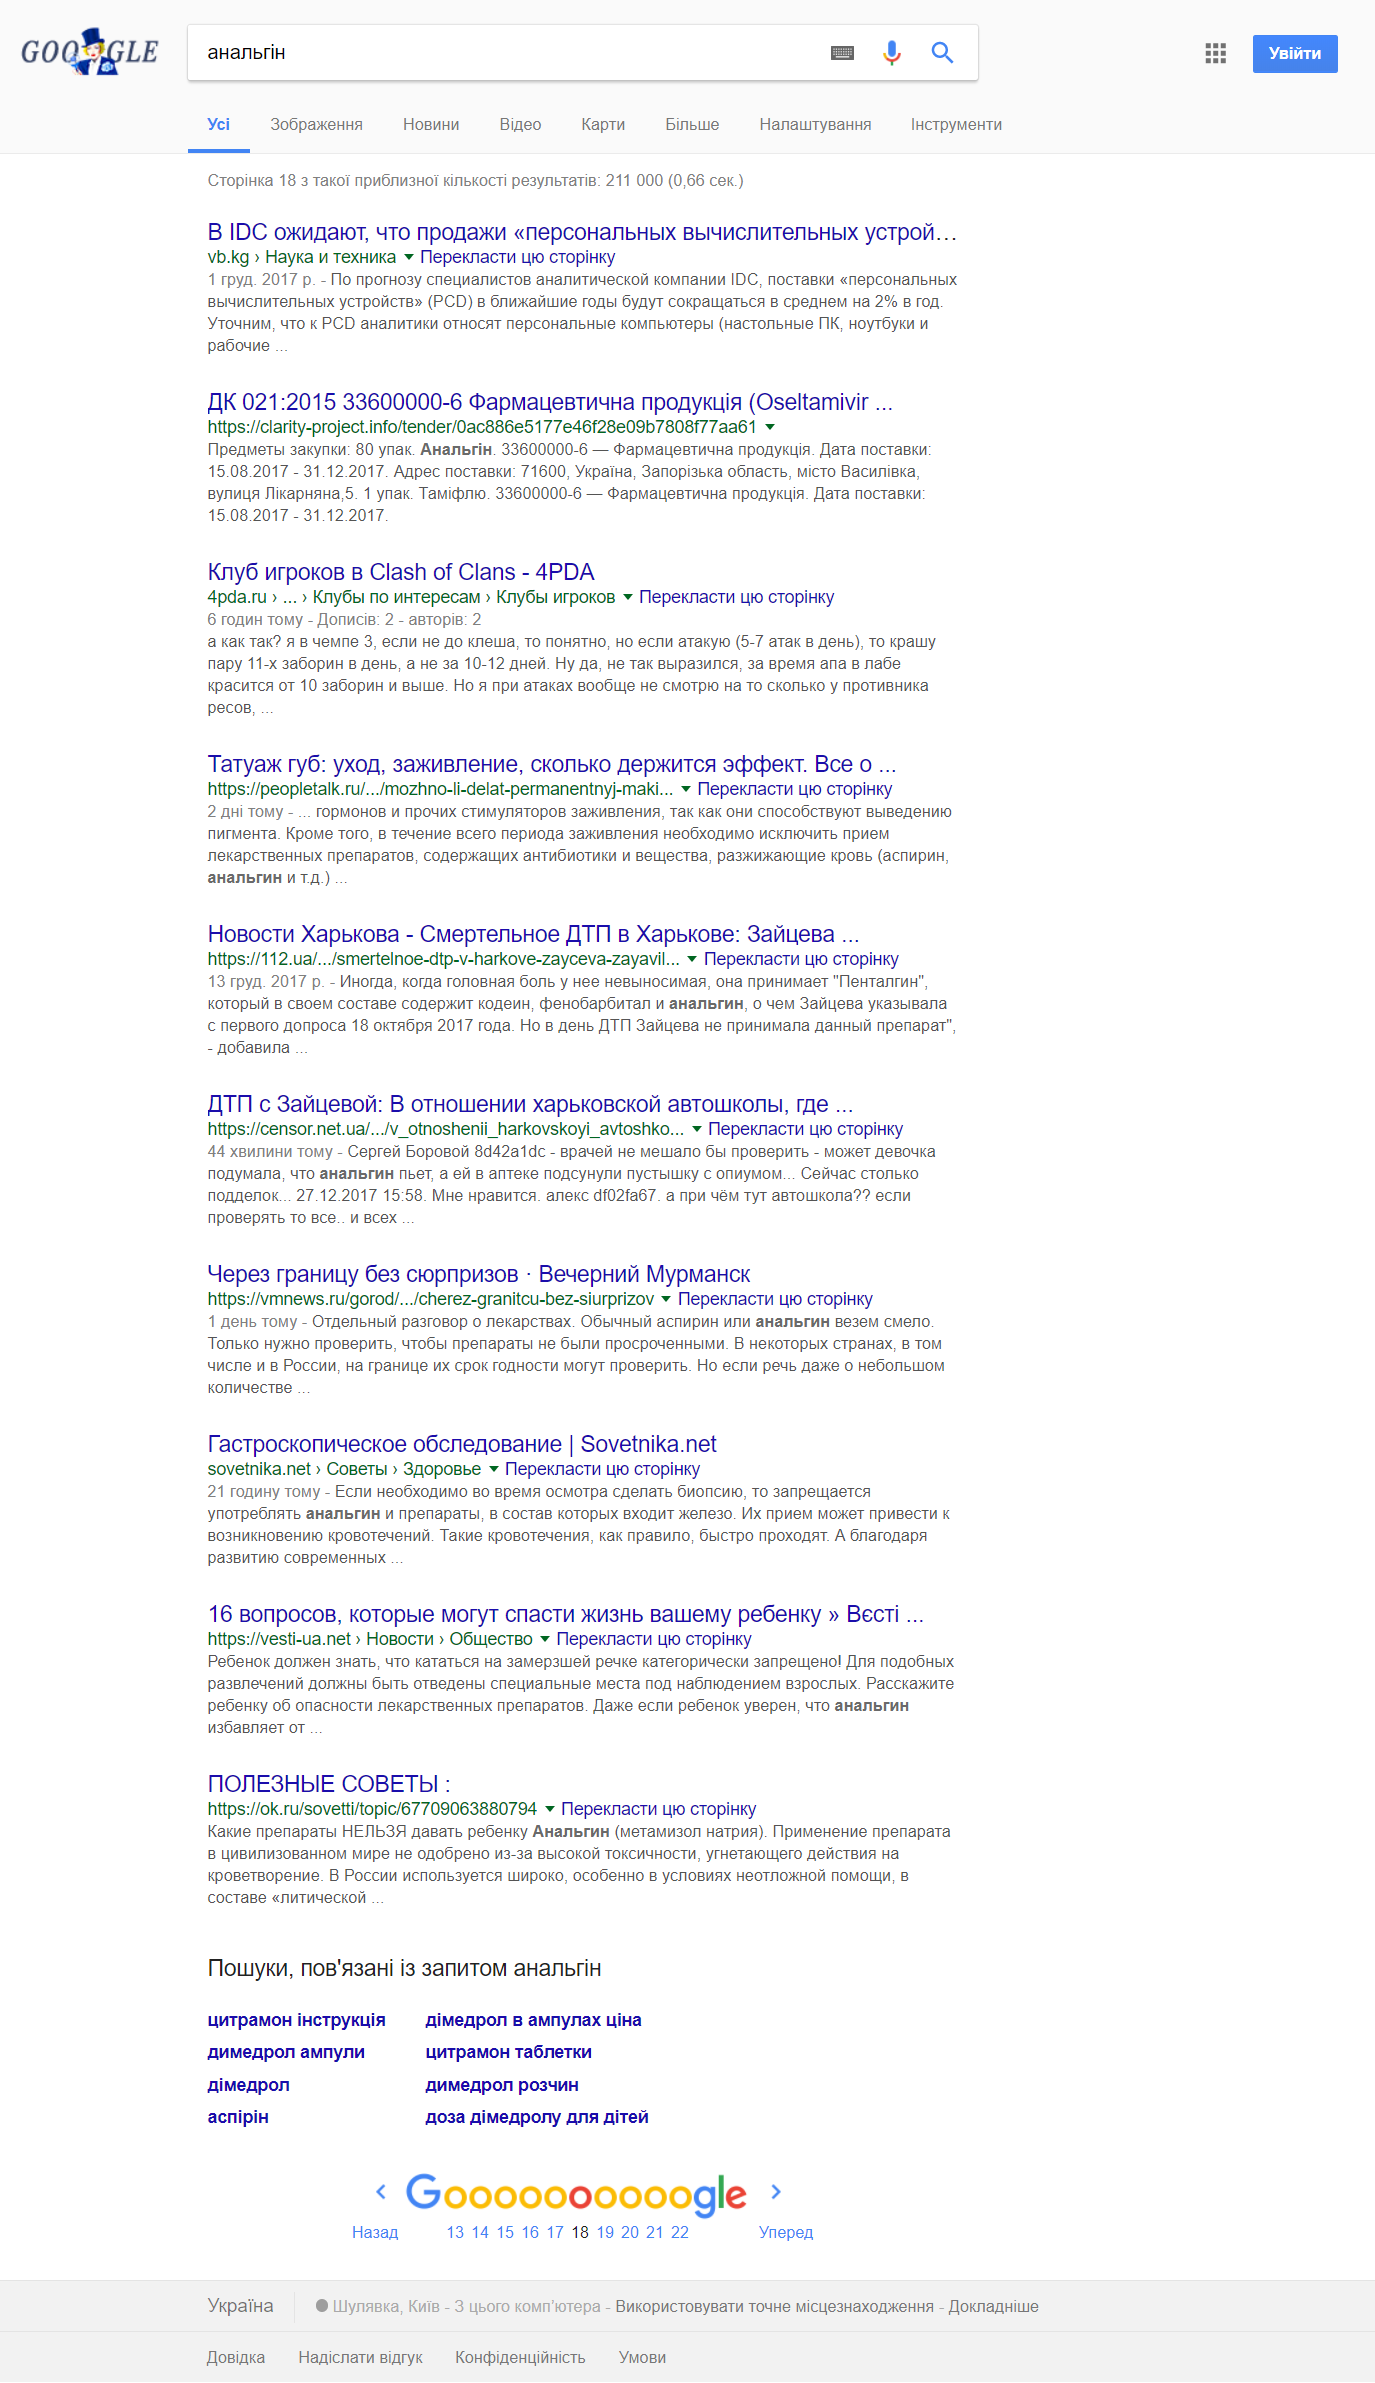 GOOGLE
анальгін
Увійти
Усі Зображення Новини Відео Карти Більше Налаштування Інструменти
Сторінка 18 з такої приблизної кількості результатів: 211 000 (0,66 сек.)
В IDC ожидают, что продажи «персональных вычислительных устрой...
vb.kg › Наука и техника Перекласти цю сторінку
1 груд. 2017 р. - По прогнозу специалистов аналитической компании IDC, поставки «персональных
вычислительных устройств» (PCD) в ближайшие годы будут сокращаться в среднем на 2% в год.
Уточним, что к PCD аналитики относят персональные компьютеры (настольные ПК, ноутбуки и
рабочие ...
ДК 021:2015 33600000-6 Фармацевтична продукція (Oseltamivir ...
https://clarity-project.info/tender/0ac886e5177e46f28e09b7808f77aa61
Предметы закупки: 80 упак. Анальгін. 33600000-6 — Фармацевтична продукція. Дата поставки:
15.08.2017 - 31.12.2017. Адрес поставки: 71600, Україна, Запорізька область, місто Василівка,
вулиця Лікарняна,5. 1 упак. Таміфлю. 33600000-6 — Фармацевтична продукція. Дата поставки:
15.08.2017 - 31.12.2017.
Клуб игроков в Clash of Clans - 4PDA
4pda.ru › ... › Клубы по интересам › Клубы игроков Перекласти цю сторінку
6 годин тому - Дописів: 2 - авторів: 2
а как так? я в чемпе 3, если не до клеша, то понятно, но если атакую (5-7 атак в день), то крашу
пару 11-х заборин в день, а не за 10-12 дней. Ну да, не так выразился, за время апа в лабе
красится от 10 заборин и выше. Но я при атаках вообще не смотрю на то сколько у противника
ресов, ...
Татуаж губ: уход, заживление, сколько держится эффект. Все о ...
https://peopletalk.ru/.../mozhno-li-delat-permanentnyj-maki... Перекласти цю сторінку
2 дні тому - ... гормонов и прочих стимуляторов заживления, так как они способствуют выведению
пигмента. Кроме того, в течение всего периода заживления необходимо исключить прием
лекарственных препаратов, содержащих антибиотики и вещества, разжижающие кровь (аспирин,
анальгин и т.д.) ...
Новости Харькова - Смертельное ДТП в Харькове: Зайцева ...
https://112.ua/.../smertelnoe-dtp-v-harkove-zayceva-zayavil... Перекласти цю сторінку
13 груд. 2017 р. - Иногда, когда головная боль у нее невыносимая, она принимает "Пенталгин",
который в своем составе содержит кодеин, фенобарбитал и анальгин, о чем Зайцева указывала
с первого допроса 18 октября 2017 года. Но в день ДТП Зайцева не принимала данный препарат",
- добавила ...
ДТП с Зайцевой: В отношении харьковской автошколы, где ...
https://censor.net.ua/.../v_otnoshenii_harkovskoyi_avtoshko... Перекласти цю сторінку
44 хвилини тому - Сергей Боровой 8d42a1dc - врачей не мешало бы проверить - может девочка
подумала, что анальгин пьет, а ей в аптеке подсунули пустышку с опиумом... Сейчас столько
подделок... 27.12.2017 15:58. Мне нравится. алекс df02fa67. а при чём тут автошкола?? если
проверять то все.. и всех ...
Через границу без сюрпризов · Вечерний Мурманск
https://vmnews.ru/gorod/.../cherez-granitcu-bez-siurprizov Перекласти цю сторінку
1 день тому - Отдельный разговор о лекарствах. Обычный аспирин или анальгин везем смело.
Только нужно проверить, чтобы препараты не были просроченными. В некоторых странах, в том
числе и в России, на границе их срок годности могут проверить. Но если речь даже о небольшом
количестве ...
Гастроскопическое обследование | Sovetnika.net
sovetnika.net › Советы › Здоровье Перекласти цю сторінку
21 годину тому - Если необходимо во время осмотра сделать биопсию, то запрещается
употреблять анальгин и препараты, в состав которых входит железо. Их прием может привести к
возникновению кровотечений. Такие кровотечения, как правило, быстро проходят. А благодаря
развитию современных ...
16 вопросов, которые могут спасти жизнь вашему ребенку » Вєсті ...
https://vesti-ua.net › Новости › Общество Перекласти цю сторінку
Ребенок должен знать, что кататься на замерзшей речке категорически запрещено! Для подобных
развлечений должны быть отведены специальные места под наблюдением взрослых. Расскажите
ребенку об опасности лекарственных препаратов. Даже если ребенок уверен, что анальгин
избавляет от ...
ПОЛЕЗНЫЕ СОВЕТЫ :
https://ok.ru/sovetti/topic/67709063880794 Перекласти цю сторінку
Какие препараты НЕЛЬЗЯ давать ребенку Анальгин (метамизол натрия). Применение препарата
в цивилизованном мире не одобрено из-за высокой токсичности, угнетающего действия на
кроветворение. В России используется широко, особенно в условиях неотложной помощи, в
составе «литической ...
Пошуки, пов'язані із запитом анальгін
цитрамон інструкція дімедрол в ампулах ціна
димедрол ампули цитрамон таблетки
дімедрол димедрол розчин
аспірін доза дімедролу для дітей
Goooooooooogle
Назад 13 14 15 16 17 18 19 20 21 22 Уперед
Україна Шулявка, Київ - З цього комп'ютера - Використовувати точне місцезнаходження - Докладніше
Довідка Надіслати відгук Конфіденційність Умови